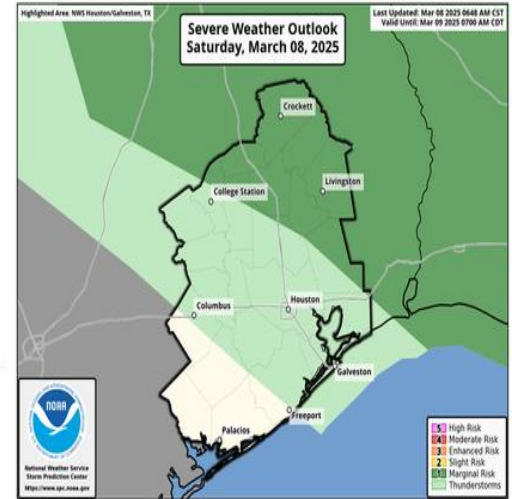 Highlighted Area: NWS Houston/Galveston, TX
Severe Weather Outlook
Saturday, March 08, 2025
Last Updated: Mar 08 2025 0648 AM CST
Valid Until: Mar 09 2025 0700 AM CDT
Crockett
Livingston
College Station
Columbus
Houston
Galveston
Freeport
Palacios
NOAA
National Weather Service
Storm Prediction Center
https://www.spc.noaa.gov
5 High Risk
4 Moderate Risk
3 Enhanced Risk
2 Slight Risk
1 Marginal Risk
Thunderstorms